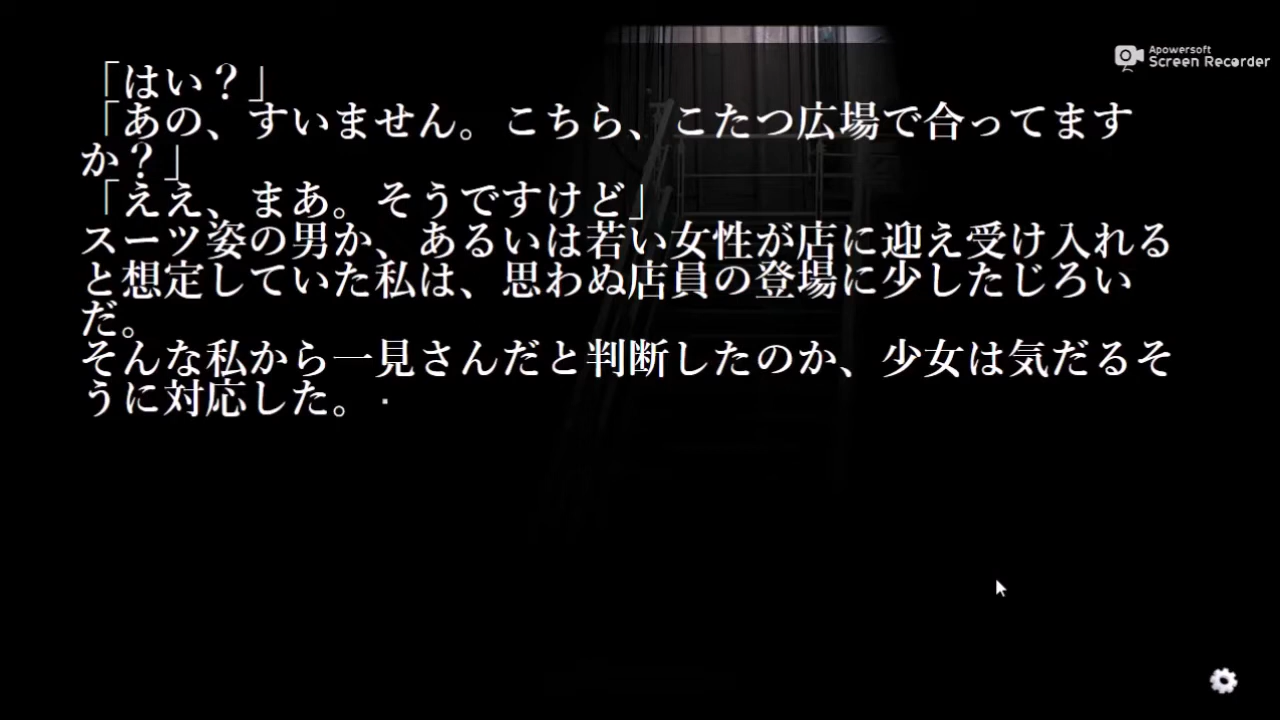 Apowersoft
Screen Recorder
「はい？」
「あの、すいません。こちら、こたつ広場で合ってます
か？」
「ええ、まあ。そうですけど」
スーツ姿の男か、あるいは若い女性が店に迎え受け入れる
と想定していた私は、思わぬ店員の登場に少したじろい
だ。
そんな私から一見さんだと判断したのか、少女は気だるそ
うに対応した。